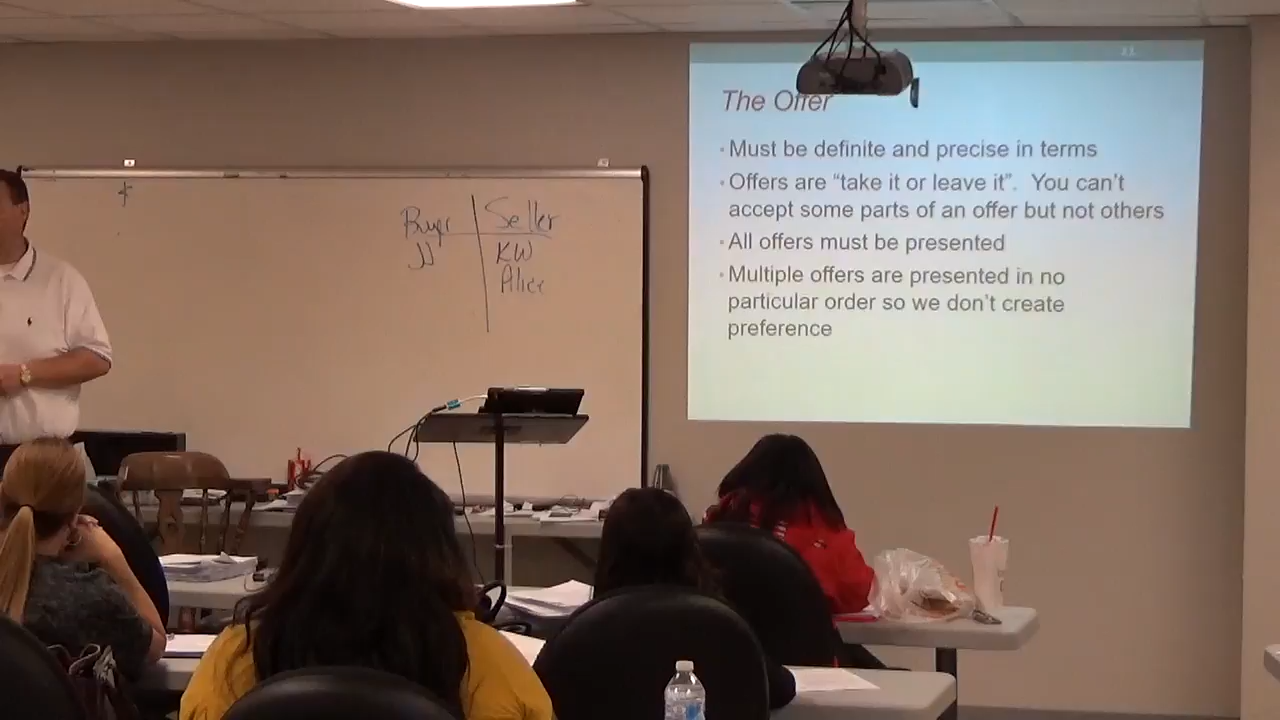 The Offer
Must be definite and precise in terms
Offers are “take it or leave it”. You can’t
accept some parts of an offer but not others
All offers must be presented
Multiple offers are presented in no
particular order so we don’t create
preference
Buyer Seller
JJ KW
Alice